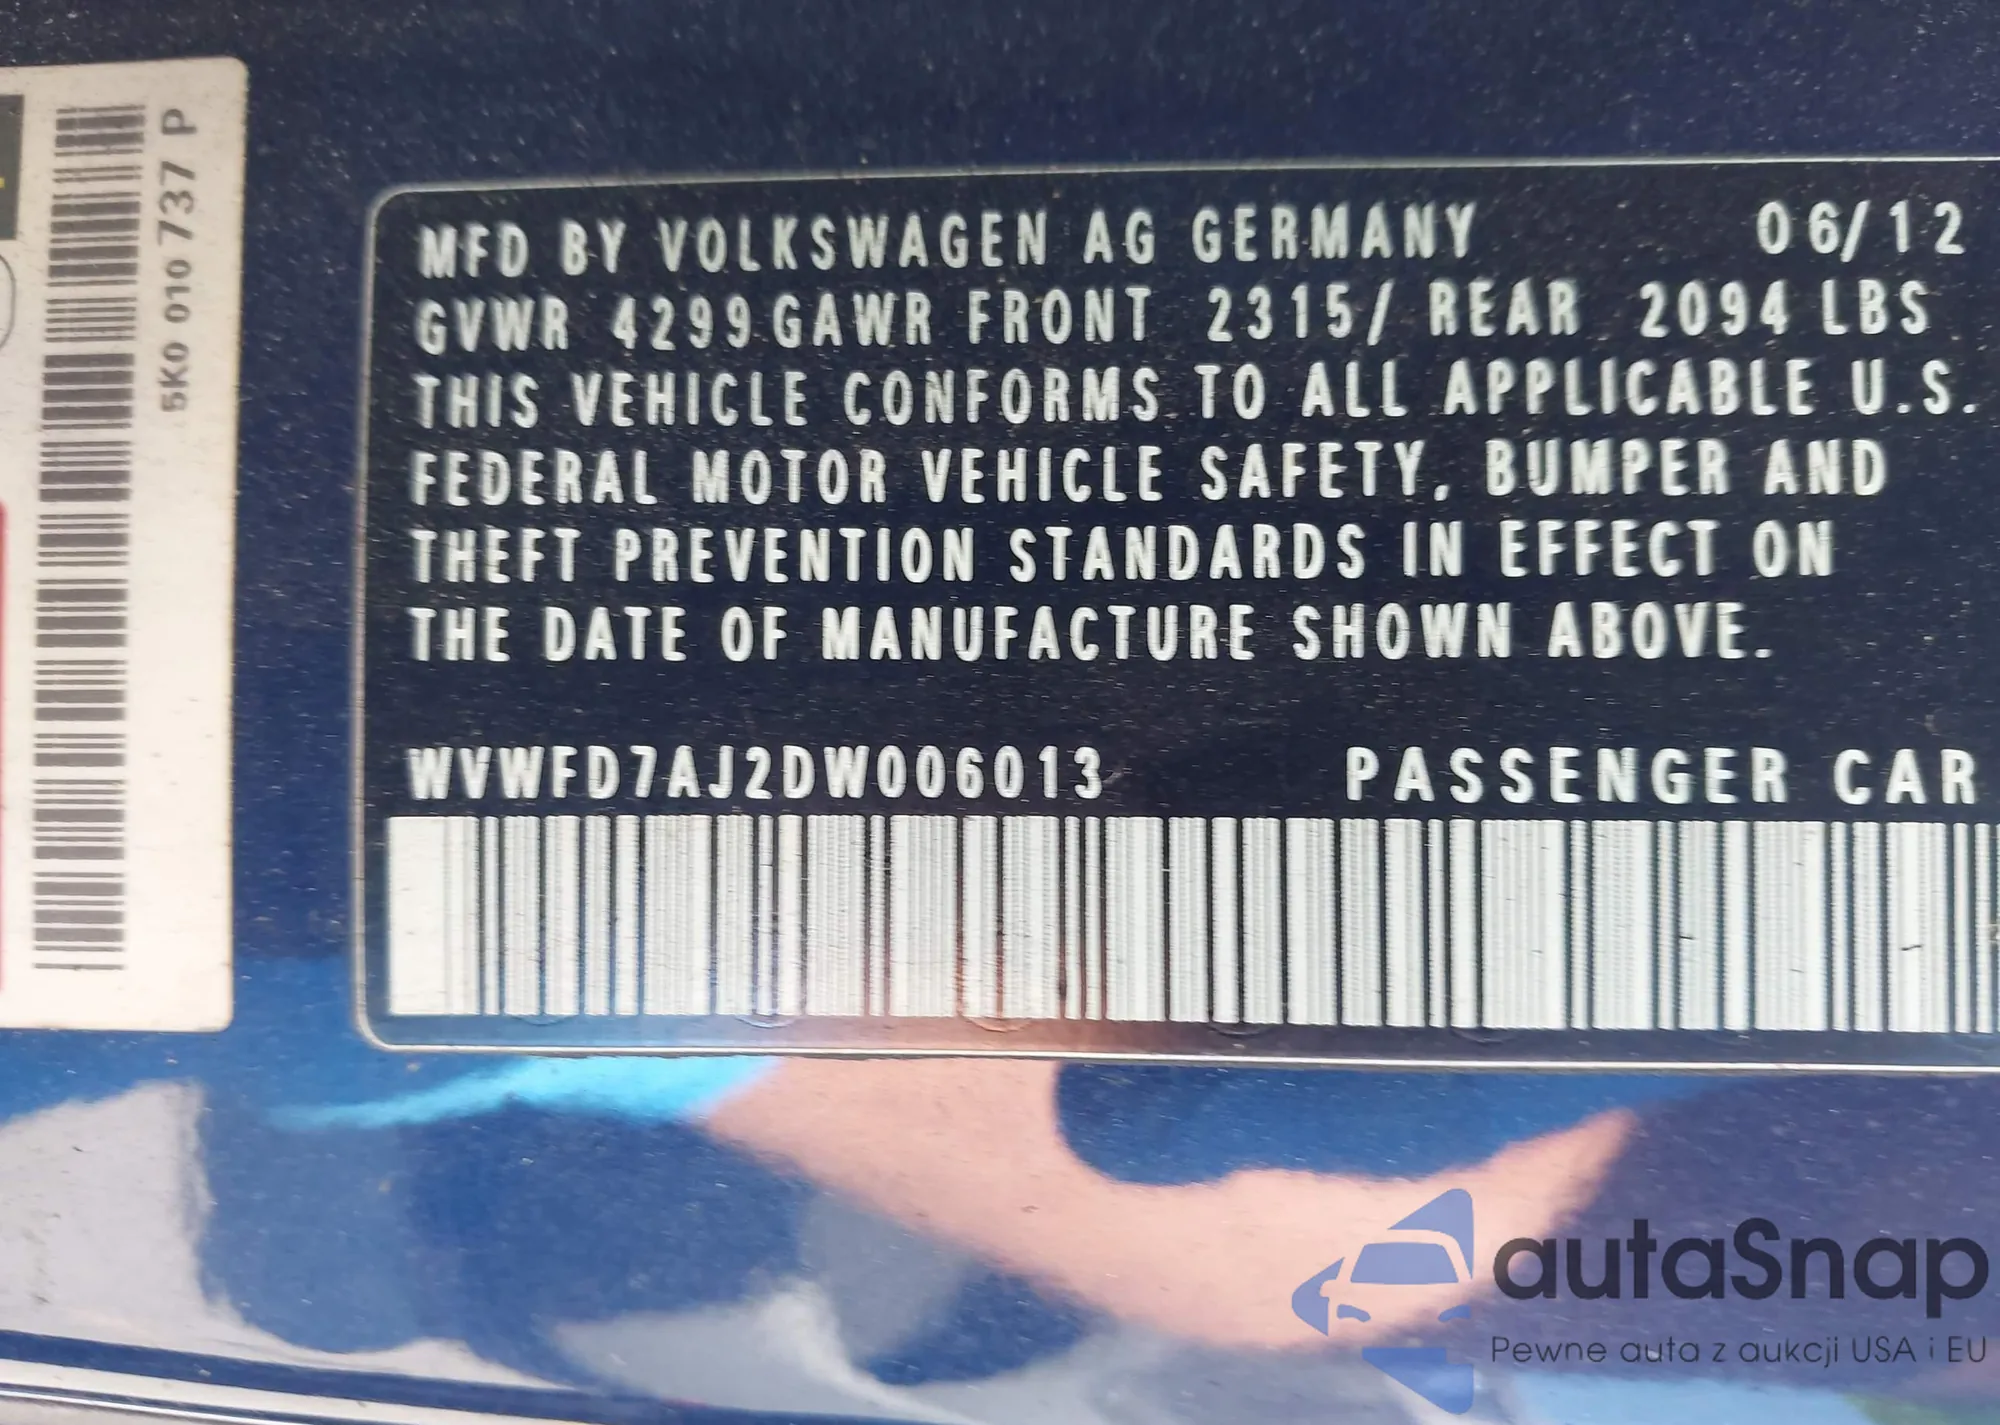 5K0 010 737 P
MFD BY VOLKSWAGEN AG GERMANY 06/12
GVWR 4299 GAWR FRONT 2315/ REAR 2094 LBS
THIS VEHICLE CONFORMS TO ALL APPLICABLE U.S.
FEDERAL MOTOR VEHICLE SAFETY, BUMPER AND
THEFT PREVENTION STANDARDS IN EFFECT ON
THE DATE OF MANUFACTURE SHOWN ABOVE.
WVWFD7AJ2DW006013 PASSENGER CAR
autaSnap
Pewne auta z aukcji USA i EU